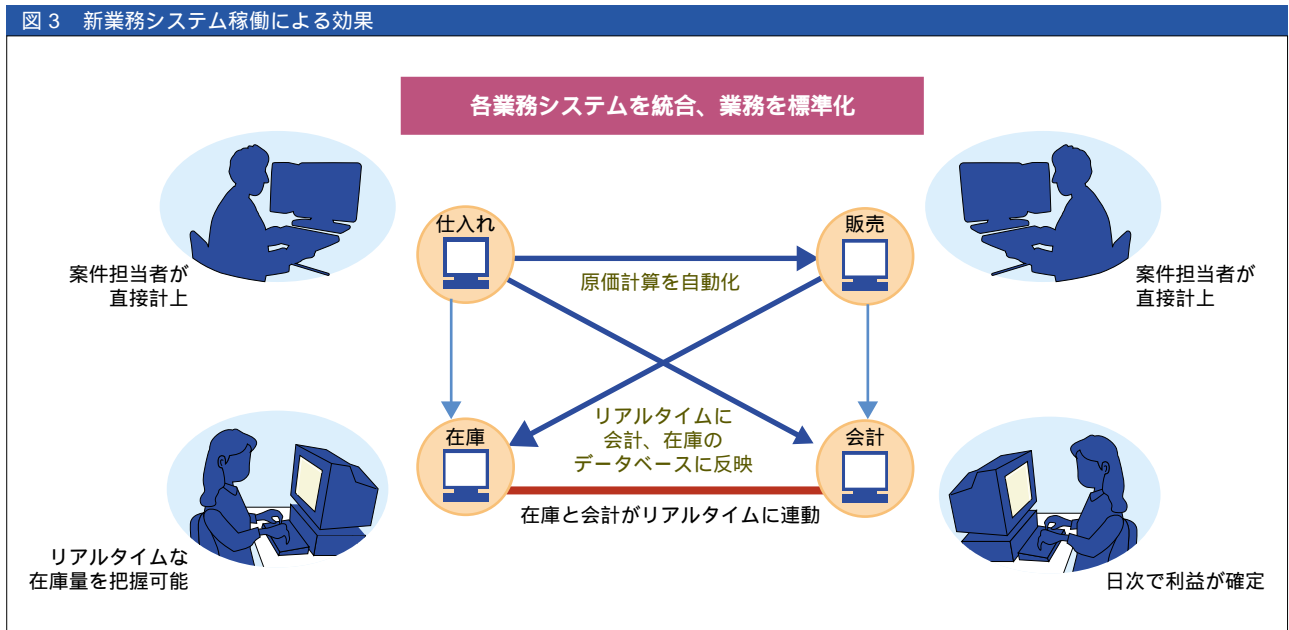 図3 新業務システム稼働による効果
各業務システムを統合、業務を標準化
仕入れ
販売
案件担当者が
直接計上
原価計算を自動化
案件担当者が
直接計上
リアルタイムに
会計、在庫の
データベースに反映
在庫
会計
在庫と会計がリアルタイムに連動
リアルタイムな
在庫量を把握可能
日次で利益が確定